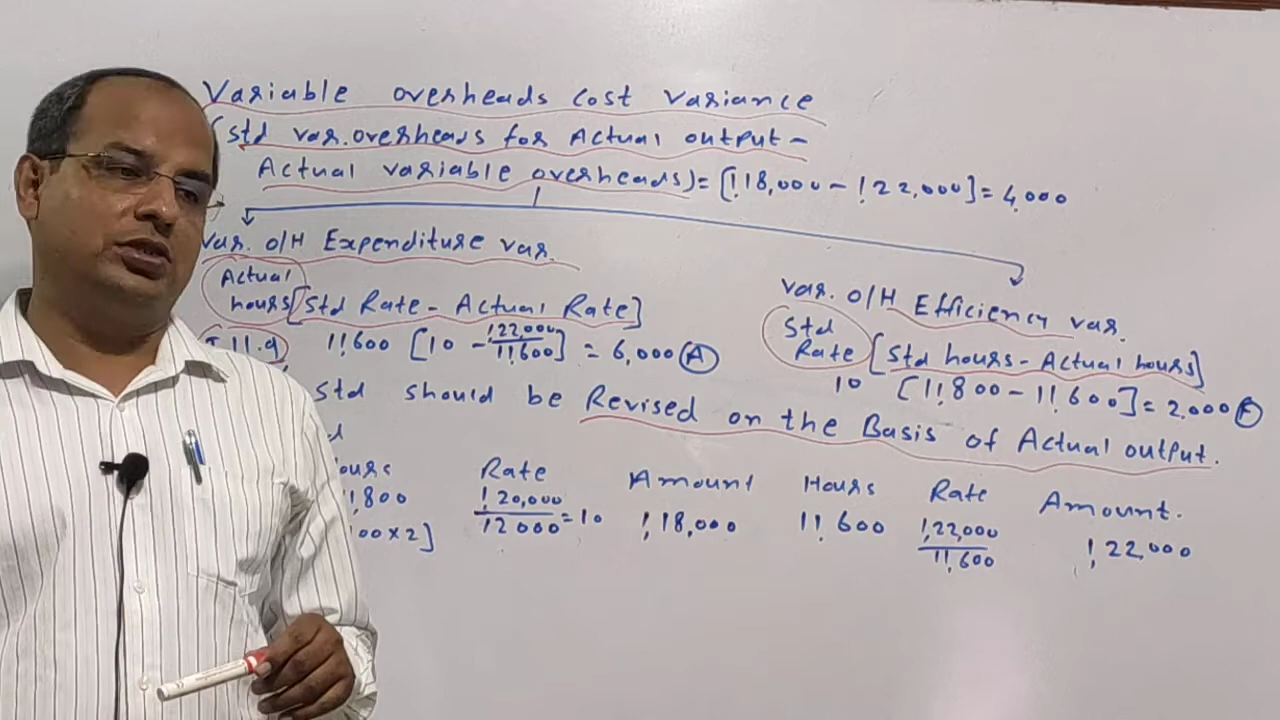 Variable overheads cost variance
(std var. overheads for Actual output -
Actual variable overheads) = [1,18,000 - 1,22,000] = 4,000
var. o/H Expenditure var.
Actual
hours [Std Rate - Actual Rate]
Ill.9 11,600 [10 - 1,22,000/11,600] = 6,000 (A)
var. o/H Efficiency var.
Std
Rate [Std hours - Actual hours]
10 [11,800 - 11,600] = 2,000 (F)
Std should be Revised on the Basis of Actual output.
Rate Amount Hours Rate Amount.
1,20,000/12000 = 10 1,18,000 11,600 1,22,000/11,600 1,22,000
00x2]